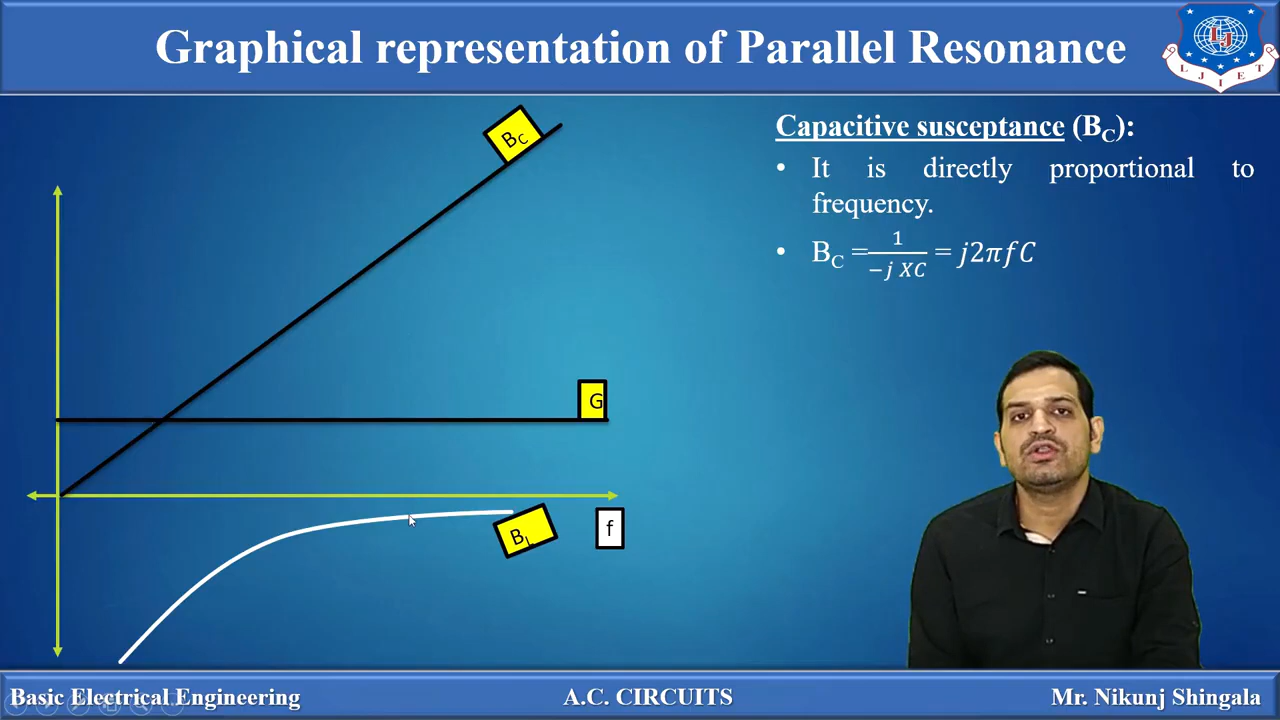 Graphical representation of Parallel Resonance
LJ
L J I E T
Capacitive susceptance (B_C):
• It is directly proportional to
frequency.
• B_C = 1/(−j XC) = j2πfC
B_C
G
B_L
f
Basic Electrical Engineering
A.C. CIRCUITS
Mr. Nikunj Shingala